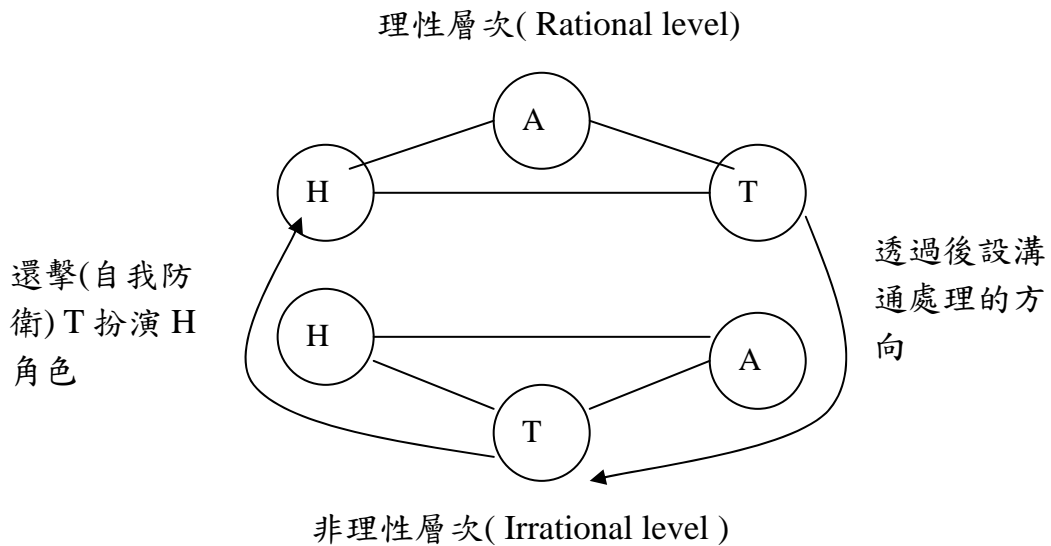 理性層次( Rational level)
A
H
T
還擊(自我防
衛) T 扮演 H
角色
透過後設溝
通處理的方
向
H
A
T
非理性層次( Irrational level )